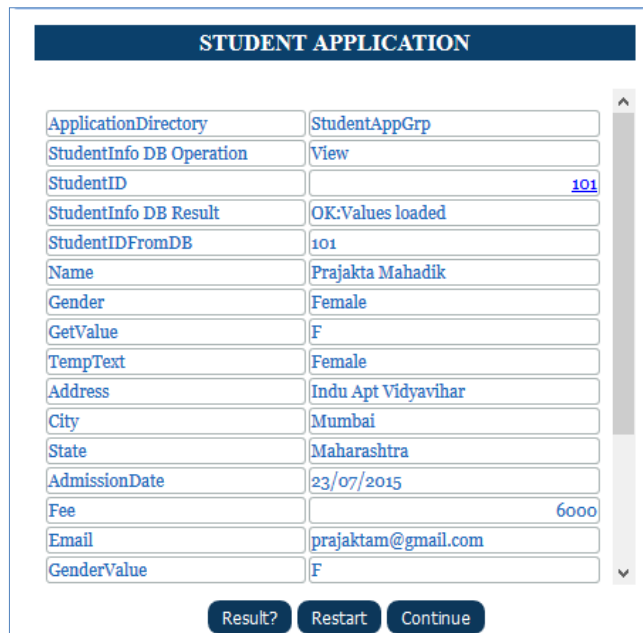 STUDENT APPLICATION
ApplicationDirectory StudentAppGrp
StudentInfo DB Operation View
StudentID 101
StudentInfo DB Result OK:Values loaded
StudentIDFromDB 101
Name Prajakta Mahadik
Gender Female
GetValue F
TempText Female
Address Indu Apt Vidyavihar
City Mumbai
State Maharashtra
AdmissionDate 23/07/2015
Fee 6000
Email prajaktam@gmail.com
GenderValue F
Result? Restart Continue